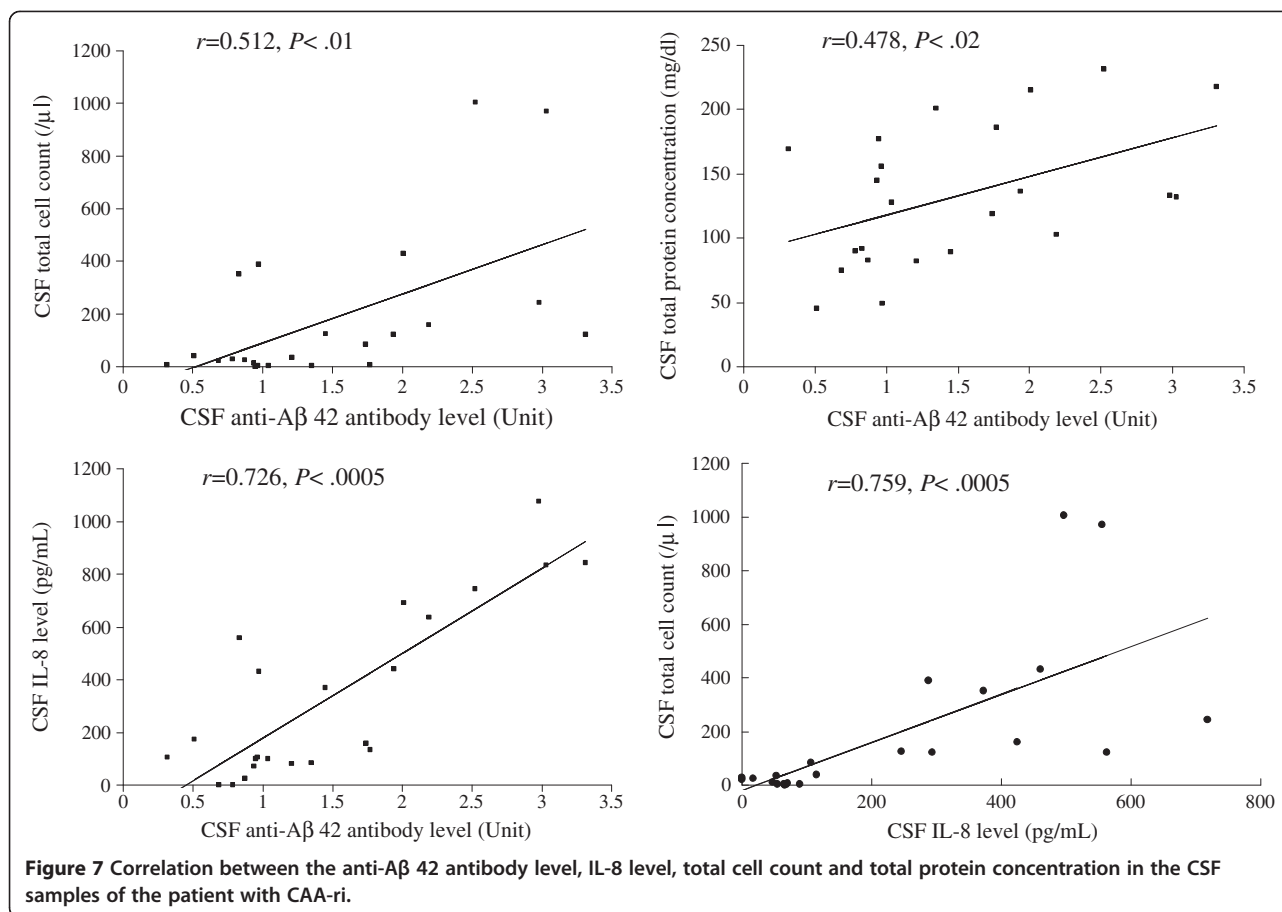 r=0.512, P< .01
1200
1000
800
600
400
200
0
CSF total cell count (/μl)
0 0.5 1 1.5 2 2.5 3 3.5
CSF anti-Aβ 42 antibody level (Unit)
r=0.478, P< .02
250
200
150
100
50
0
CSF total protein concentration (mg/dl)
0 0.5 1 1.5 2 2.5 3 3.5
CSF anti-Aβ 42 antibody level (Unit)
r=0.726, P< .0005
1200
1000
800
600
400
200
0
CSF IL-8 level (pg/mL)
0 0.5 1 1.5 2 2.5 3 3.5
CSF anti-Aβ 42 antibody level (Unit)
r=0.759, P< .0005
1200
1000
800
600
400
200
0
CSF total cell count (/μl)
0 200 400 600 800
CSF IL-8 level (pg/mL)
Figure 7 Correlation between the anti-Aβ 42 antibody level, IL-8 level, total cell count and total protein concentration in the CSF
samples of the patient with CAA-ri.